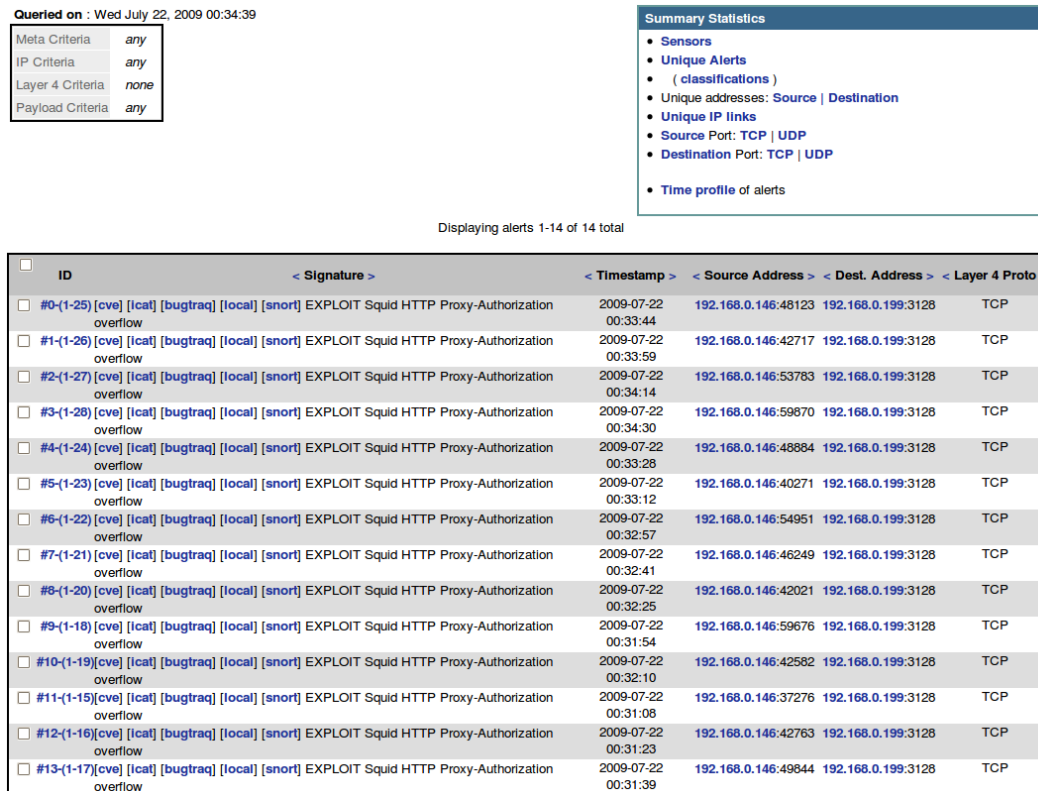 Queried on : Wed July 22, 2009 00:34:39
Meta Criteria any
IP Criteria any
Layer 4 Criteria none
Payload Criteria any
Summary Statistics
Sensors
Unique Alerts
( classifications )
Unique addresses: Source | Destination
Unique IP links
Source Port: TCP | UDP
Destination Port: TCP | UDP
Time profile of alerts
Displaying alerts 1-14 of 14 total
ID < Signature > < Timestamp > < Source Address > < Dest. Address > < Layer 4 Proto
#0-(1-25) [cve] [icat] [bugtraq] [local] [snort] EXPLOIT Squid HTTP Proxy-Authorization 2009-07-22 192.168.0.146:48123 192.168.0.199:3128 TCP
overflow 00:33:44
#1-(1-26) [cve] [icat] [bugtraq] [local] [snort] EXPLOIT Squid HTTP Proxy-Authorization 2009-07-22 192.168.0.146:42717 192.168.0.199:3128 TCP
overflow 00:33:59
#2-(1-27) [cve] [icat] [bugtraq] [local] [snort] EXPLOIT Squid HTTP Proxy-Authorization 2009-07-22 192.168.0.146:53783 192.168.0.199:3128 TCP
overflow 00:34:14
#3-(1-28) [cve] [icat] [bugtraq] [local] [snort] EXPLOIT Squid HTTP Proxy-Authorization 2009-07-22 192.168.0.146:59870 192.168.0.199:3128 TCP
overflow 00:34:30
#4-(1-24) [cve] [icat] [bugtraq] [local] [snort] EXPLOIT Squid HTTP Proxy-Authorization 2009-07-22 192.168.0.146:48884 192.168.0.199:3128 TCP
overflow 00:33:28
#5-(1-23) [cve] [icat] [bugtraq] [local] [snort] EXPLOIT Squid HTTP Proxy-Authorization 2009-07-22 192.168.0.146:40271 192.168.0.199:3128 TCP
overflow 00:33:12
#6-(1-22) [cve] [icat] [bugtraq] [local] [snort] EXPLOIT Squid HTTP Proxy-Authorization 2009-07-22 192.168.0.146:54951 192.168.0.199:3128 TCP
overflow 00:32:57
#7-(1-21) [cve] [icat] [bugtraq] [local] [snort] EXPLOIT Squid HTTP Proxy-Authorization 2009-07-22 192.168.0.146:46249 192.168.0.199:3128 TCP
overflow 00:32:41
#8-(1-20) [cve] [icat] [bugtraq] [local] [snort] EXPLOIT Squid HTTP Proxy-Authorization 2009-07-22 192.168.0.146:42021 192.168.0.199:3128 TCP
overflow 00:32:25
#9-(1-18) [cve] [icat] [bugtraq] [local] [snort] EXPLOIT Squid HTTP Proxy-Authorization 2009-07-22 192.168.0.146:59676 192.168.0.199:3128 TCP
overflow 00:31:54
#10-(1-19)[cve] [icat] [bugtraq] [local] [snort] EXPLOIT Squid HTTP Proxy-Authorization 2009-07-22 192.168.0.146:42582 192.168.0.199:3128 TCP
overflow 00:32:10
#11-(1-15)[cve] [icat] [bugtraq] [local] [snort] EXPLOIT Squid HTTP Proxy-Authorization 2009-07-22 192.168.0.146:37276 192.168.0.199:3128 TCP
overflow 00:31:08
#12-(1-16)[cve] [icat] [bugtraq] [local] [snort] EXPLOIT Squid HTTP Proxy-Authorization 2009-07-22 192.168.0.146:42763 192.168.0.199:3128 TCP
overflow 00:31:23
#13-(1-17)[cve] [icat] [bugtraq] [local] [snort] EXPLOIT Squid HTTP Proxy-Authorization 2009-07-22 192.168.0.146:49844 192.168.0.199:3128 TCP
overflow 00:31:39